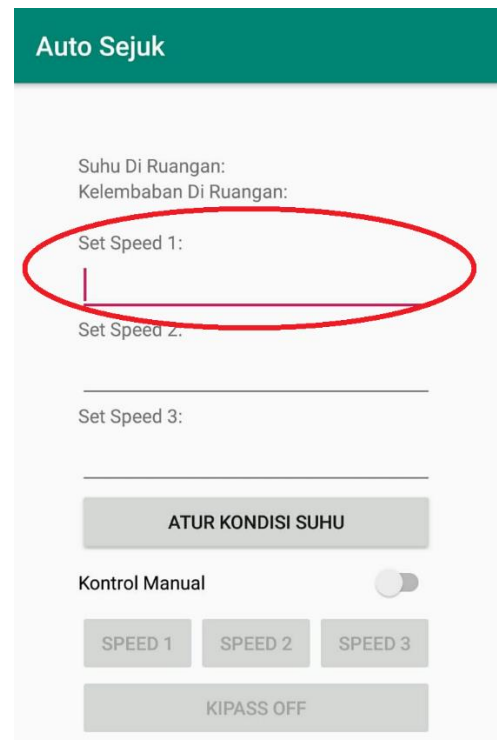 Auto Sejuk
Suhu Di Ruangan:
Kelembaban Di Ruangan:
Set Speed 1:
Set Speed 2:
Set Speed 3:
ATUR KONDISI SUHU
Kontrol Manual
SPEED 1 SPEED 2 SPEED 3
KIPASS OFF